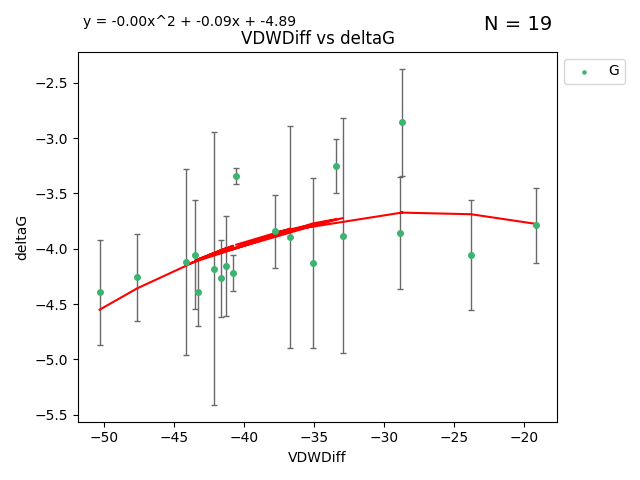 y = -0.00x^2 + -0.09x + -4.89
N = 19
VDWDiff vs deltaG
G
deltaG
−2.5
−3.0
−3.5
−4.0
−4.5
−5.0
−5.5
−50 −45 −40 −35 −30 −25 −20
VDWDiff